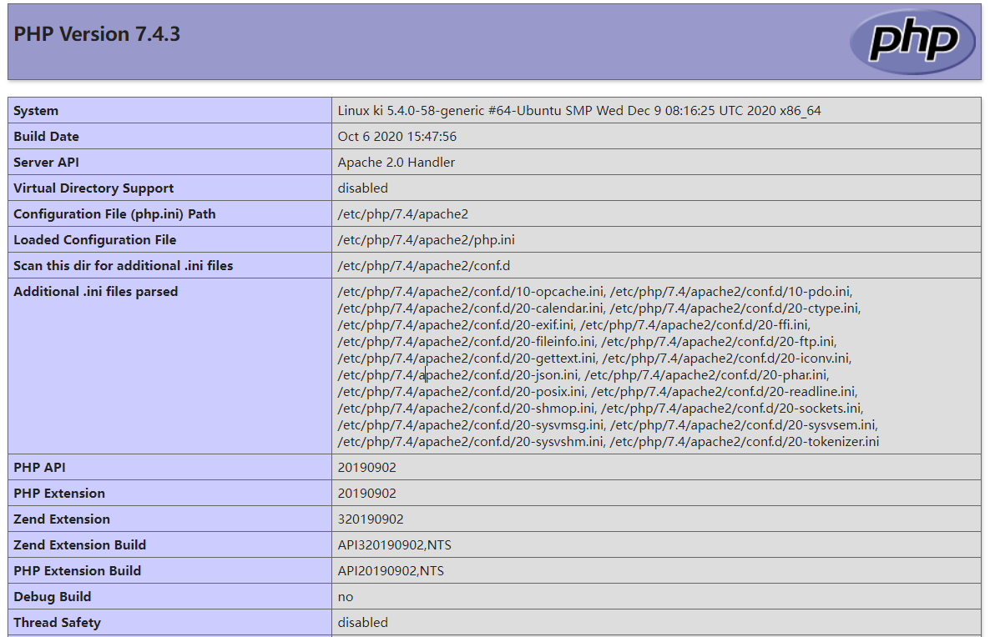 PHP Version 7.4.3
php
System Linux ki 5.4.0-58-generic #64-Ubuntu SMP Wed Dec 9 08:16:25 UTC 2020 x86_64
Build Date Oct 6 2020 15:47:56
Server API Apache 2.0 Handler
Virtual Directory Support disabled
Configuration File (php.ini) Path /etc/php/7.4/apache2
Loaded Configuration File /etc/php/7.4/apache2/php.ini
Scan this dir for additional .ini files /etc/php/7.4/apache2/conf.d
Additional .ini files parsed /etc/php/7.4/apache2/conf.d/10-opcache.ini, /etc/php/7.4/apache2/conf.d/10-pdo.ini,
/etc/php/7.4/apache2/conf.d/20-calendar.ini, /etc/php/7.4/apache2/conf.d/20-ctype.ini,
/etc/php/7.4/apache2/conf.d/20-exif.ini, /etc/php/7.4/apache2/conf.d/20-ffi.ini,
/etc/php/7.4/apache2/conf.d/20-fileinfo.ini, /etc/php/7.4/apache2/conf.d/20-ftp.ini,
/etc/php/7.4/apache2/conf.d/20-gettext.ini, /etc/php/7.4/apache2/conf.d/20-iconv.ini,
/etc/php/7.4/apache2/conf.d/20-json.ini, /etc/php/7.4/apache2/conf.d/20-phar.ini,
/etc/php/7.4/apache2/conf.d/20-posix.ini, /etc/php/7.4/apache2/conf.d/20-readline.ini,
/etc/php/7.4/apache2/conf.d/20-shmop.ini, /etc/php/7.4/apache2/conf.d/20-sockets.ini,
/etc/php/7.4/apache2/conf.d/20-sysvmsg.ini, /etc/php/7.4/apache2/conf.d/20-sysvsem.ini,
/etc/php/7.4/apache2/conf.d/20-sysvshm.ini, /etc/php/7.4/apache2/conf.d/20-tokenizer.ini
PHP API 20190902
PHP Extension 20190902
Zend Extension 320190902
Zend Extension Build API320190902,NTS
PHP Extension Build API20190902,NTS
Debug Build no
Thread Safety disabled